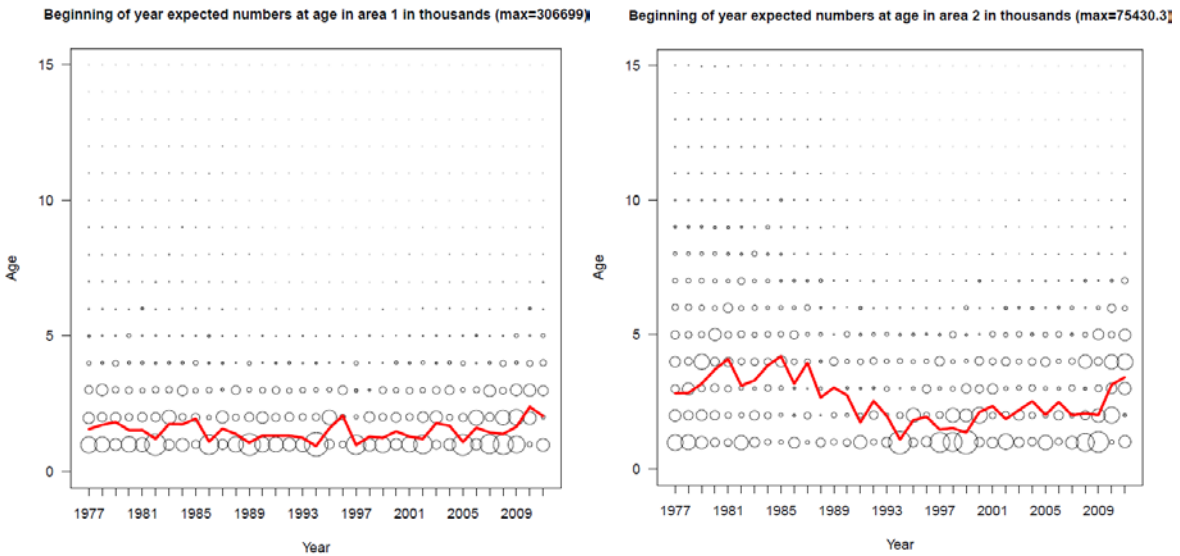 Beginning of year expected numbers at age in area 1 in thousands (max=306699)
15
10
5
0
Age
1977 1981 1985 1989 1993 1997 2001 2005 2009
Year
Beginning of year expected numbers at age in area 2 in thousands (max=75430.3)
15
10
5
0
Age
1977 1981 1985 1989 1993 1997 2001 2005 2009
Year